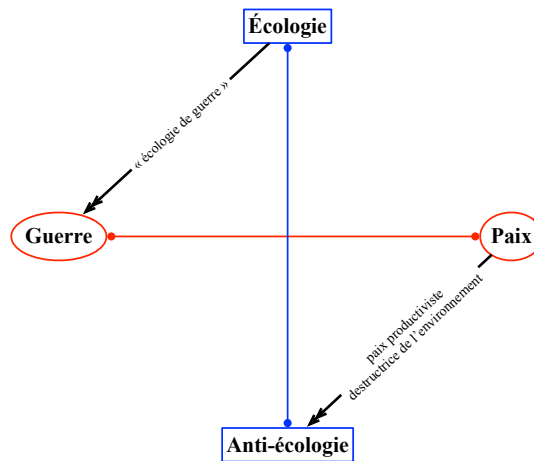 Écologie
« écologie de guerre »
Guerre
Paix
paix productiviste
destructrice de l’environnement
Anti-écologie